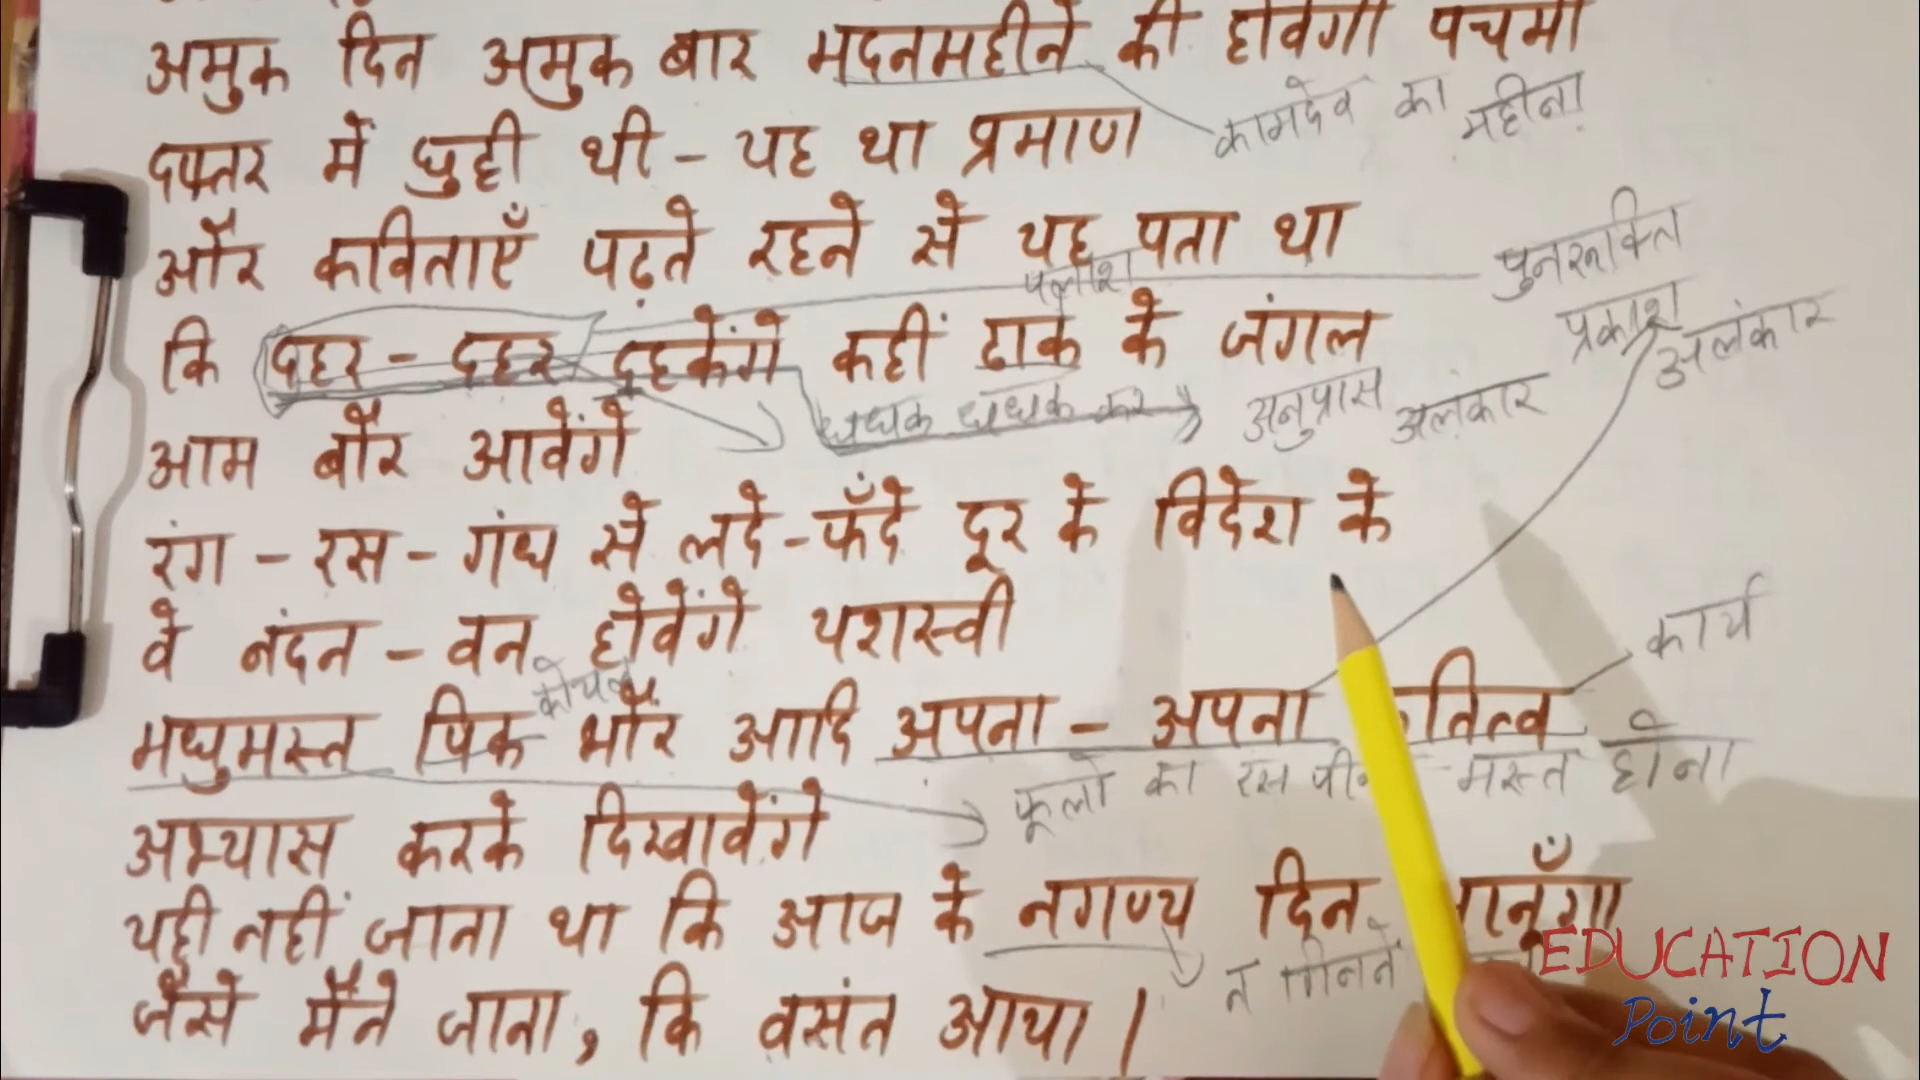 अमुक दिन अमुक बार मदनमहीने की होवेगी पंचमी
कामदेव का महीना
दफ्तर में छुट्टी थी - यह था प्रमाण
और कविताएँ पढ़ते रहने से यह पता था
पुनरूक्ति
पलाश
प्रकाश
अलंकार
कि दहर - दहर दहकेंगे कहीं ढाक के जंगल
धधक धधक कर
अनुप्रास अलंकार
आम बौर आवेंगे
रंग - रस - गंध से लदे - फँदे दूर के विदेश के
वे नंदन - वन होवेंगे यशस्वी
कार्य
कोयल
मधुमस्त पिक भौंर आदि अपना - अपना
फूलों का रस मस्त होना
अभ्यास करके दिखावेंगे
यही नहीं जाना था कि आज के नगण्य दिन
न गीनने
जैसे मैंने जाना, कि वसंत आया।
EDUCATION
Point